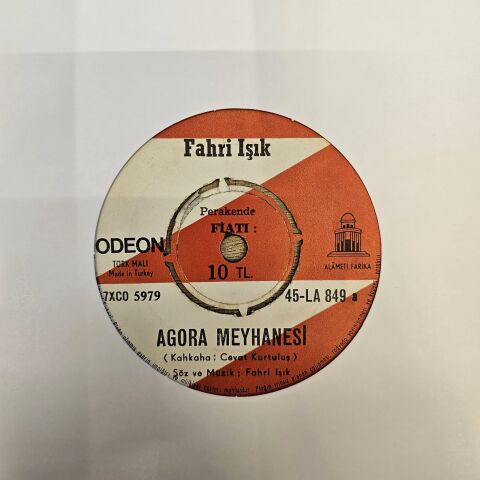 Fahri Işık
Perakende
FİATI :
10 TL.
ODEON
TÜRK MALI
Made in Turkey
ALÂMETİ FARİKA
7XCO 5979
45-LA 849 a
AGORA MEYHANESİ
( Kahkaha : Cevat Kurtuluş )
Söz ve Müzik ; Fahri Işık